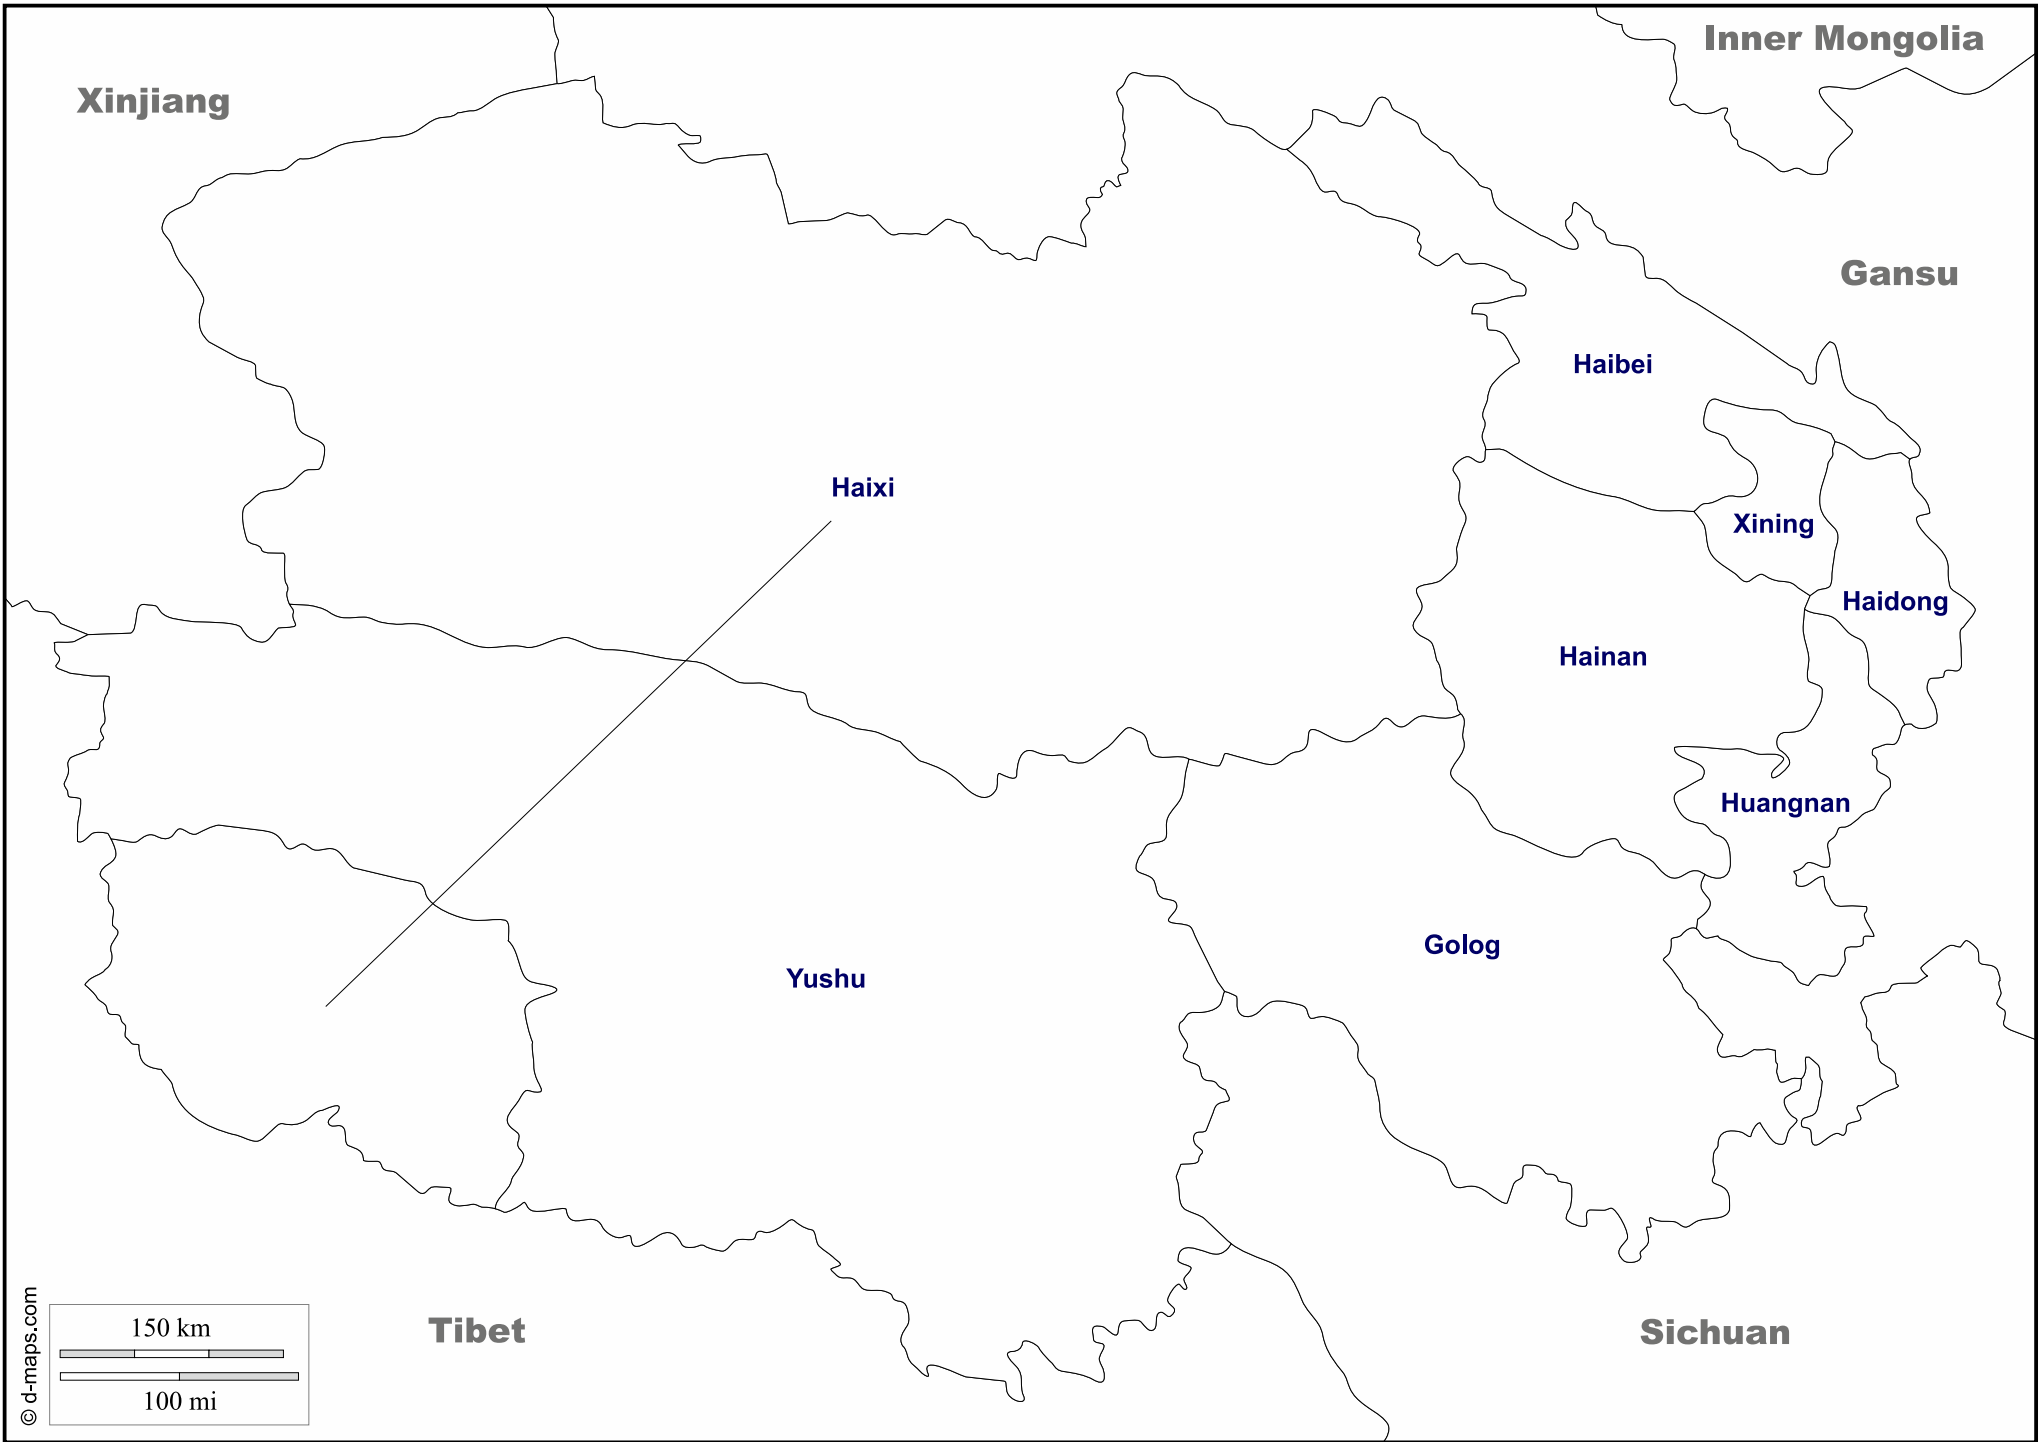 Inner Mongolia
Xinjiang
Gansu
Haibei
Haixi
Xining
Haidong
Hainan
Huangnan
Golog
Yushu
Tibet
Sichuan
150 km
100 mi
© d-maps.com